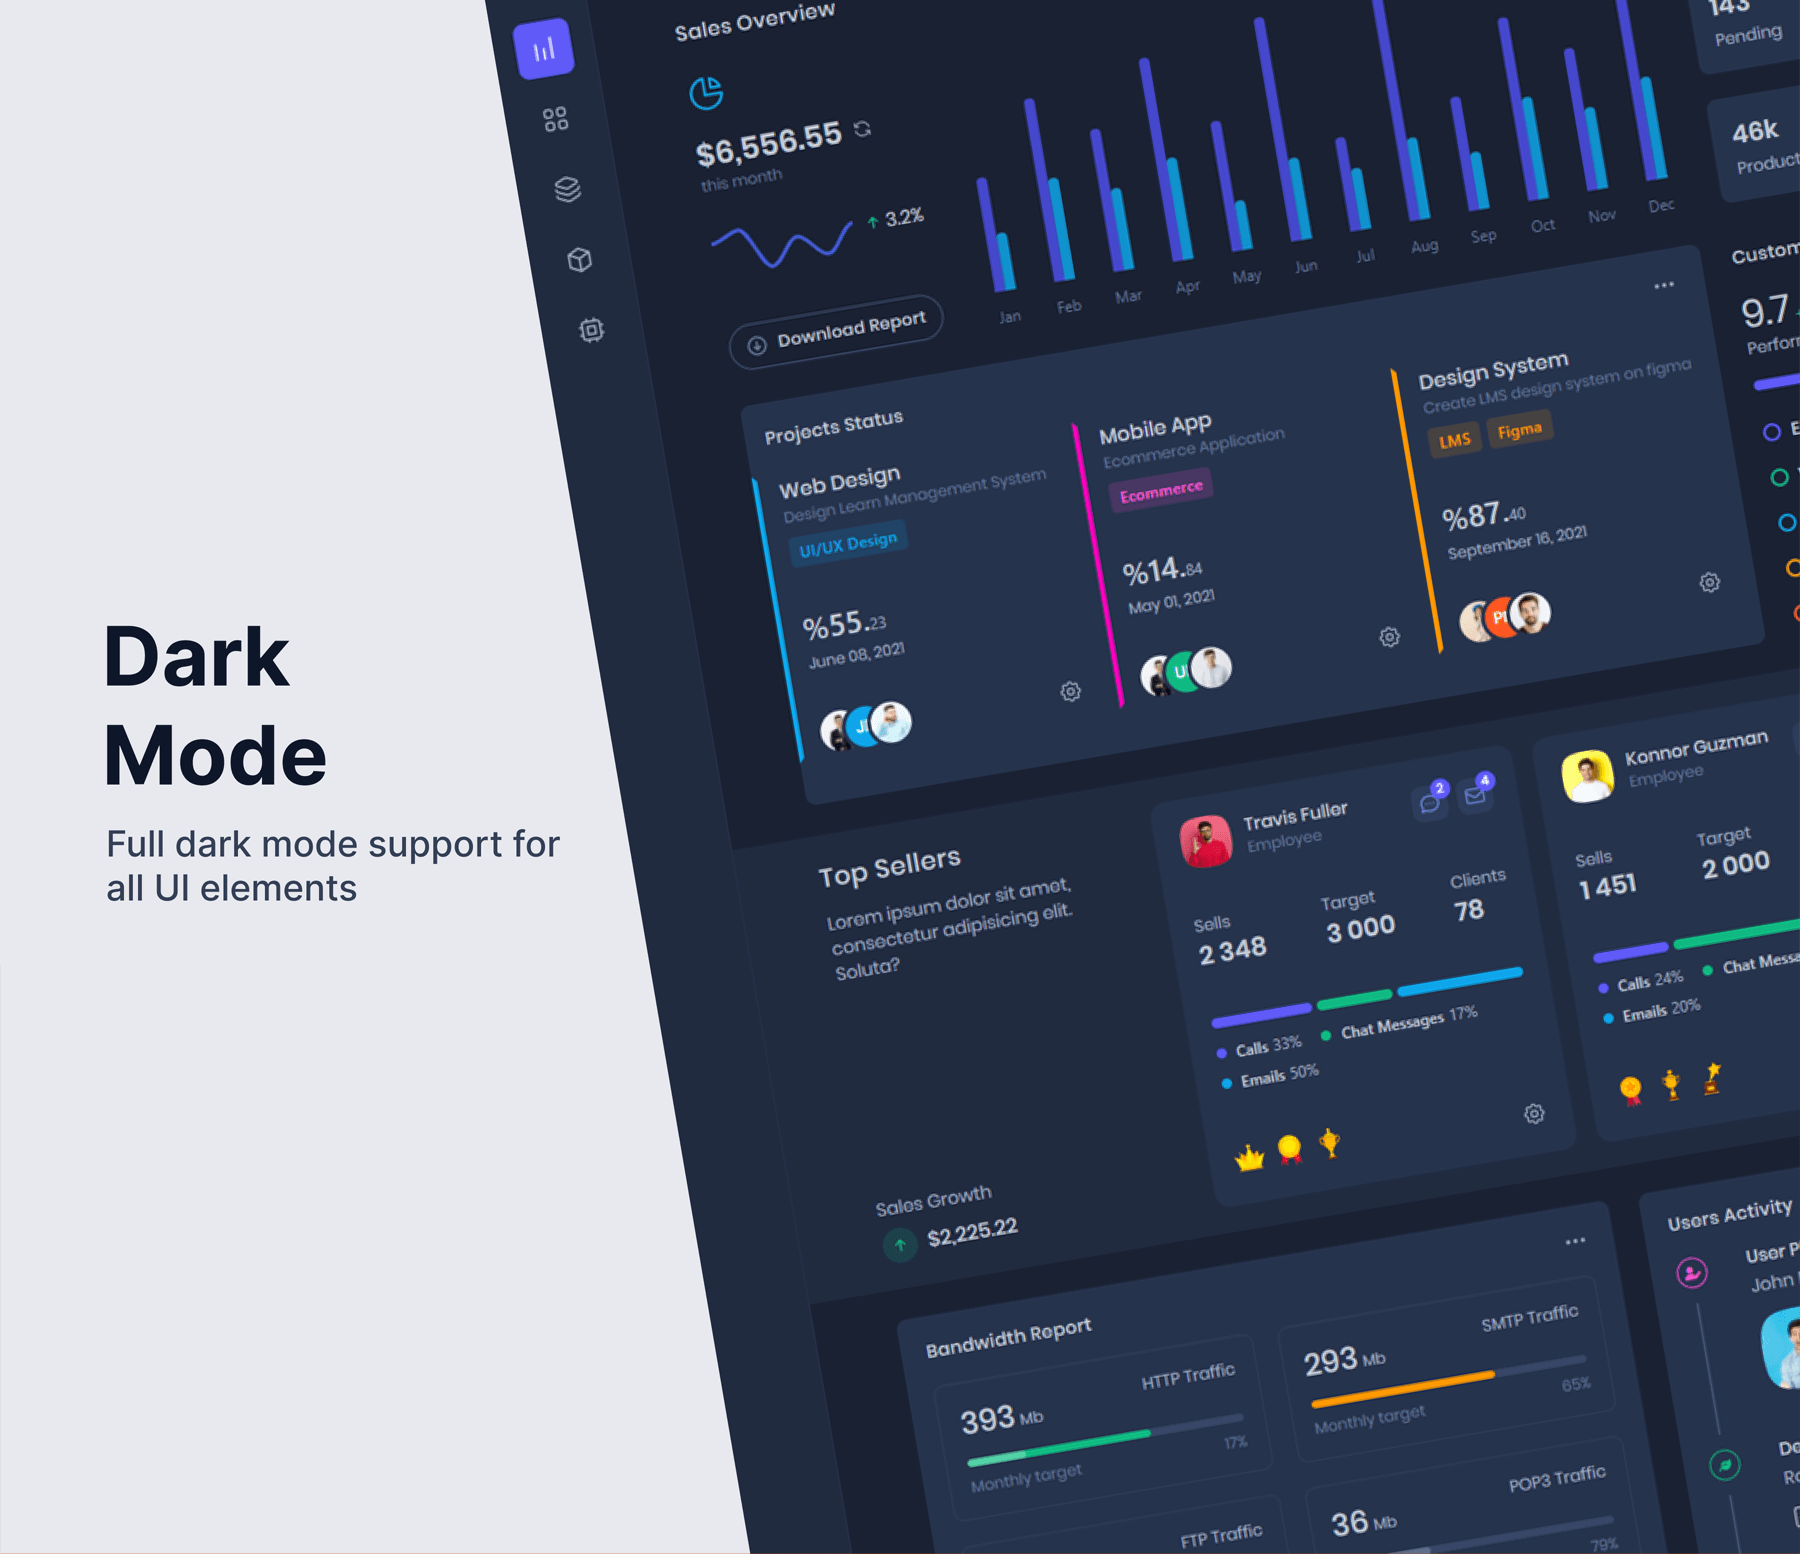 Dark
Mode
Full dark mode support for
all UI elements
Sales Overview
$6,556.55
this month
3.2%
Download Report
Jan
Feb
Mar
Apr
May
Jun
Jul
Aug
Sep
Oct
Nov
Dec
143
Pending
46k
Projects Status
Web Design
Design Learn Management System
UI/UX Design
%55.23
June 08, 2021
Mobile App
Ecommerce Application
Ecommerce
%14.84
May 01, 2021
Design System
Create LMS design system on figma
LMS
Figma
%87.40
September 16, 2021
9.7
Top Sellers
Lorem ipsum dolor sit amet,
consectetur adipisicing elit.
Soluta?
Sales Growth
$2,225.22
Travis Fuller
Employee
2
4
Sells
2 348
Target
3 000
Clients
78
Calls 33%
Chat Messages 17%
Emails 50%
Konnor Guzman
Employee
Sells
1 451
Target
2 000
Calls 24%
Chat
Emails 20%
Bandwidth Report
HTTP Traffic
393 Mb
17%
Monthly target
SMTP Traffic
293 Mb
65%
Monthly target
FTP Traffic
POP3 Traffic
36 Mb
79%
Users Activity
User
John